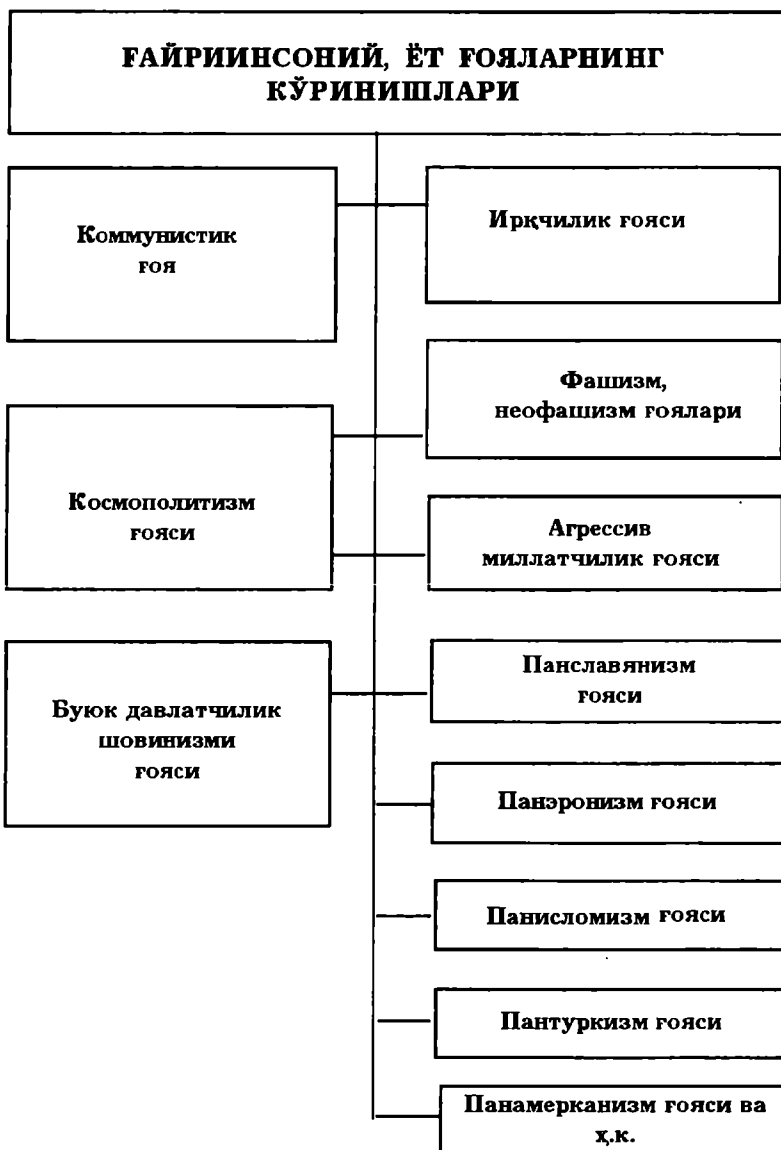 ҒАЙРИИНСОНИЙ, ЁТ ҒОЯЛАРНИНГ
КЎРИНИШЛАРИ
Коммунистик
ғоя
Ирқчилик ғояси
Фашизм,
неофашизм ғоялари
Космополитизм
ғояси
Агрессив
миллатчилик ғояси
Буюк давлатчилик
шовинизми
ғояси
Панславянизм
ғояси
Панэронизм ғояси
Панисломизм ғояси
Пантуркизм ғояси
Панамерканизм ғояси ва
ҳ.к.